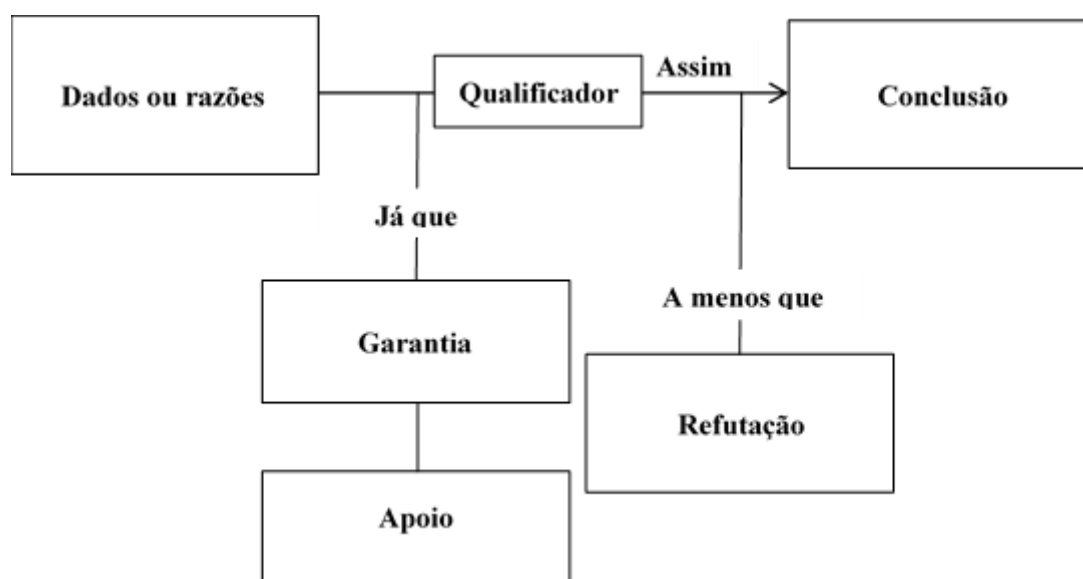 Dados ou razões
Qualificador
Assim
Conclusão
Já que
Garantia
A menos que
Refutação
Apoio